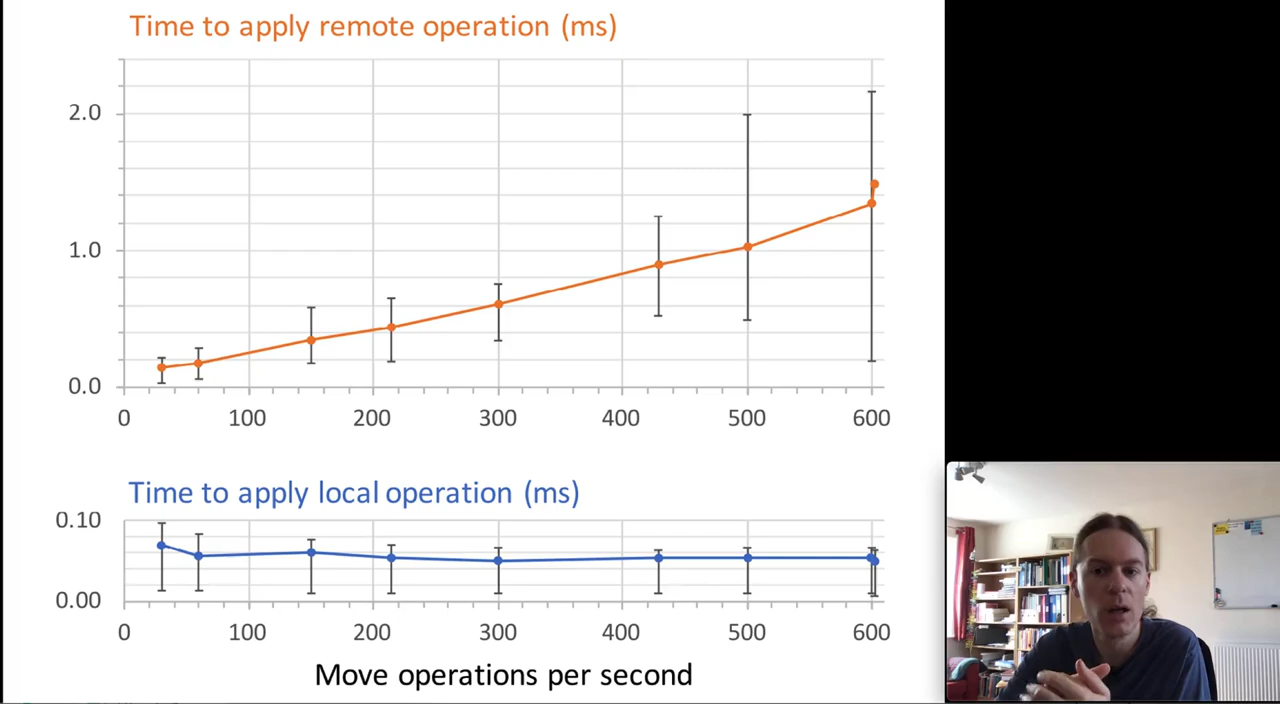 Time to apply remote operation (ms)
2.0
1.0
0.0
0 100 200 300 400 500 600
Time to apply local operation (ms)
0.10
0.00
0 100 200 300 400 500 600
Move operations per second